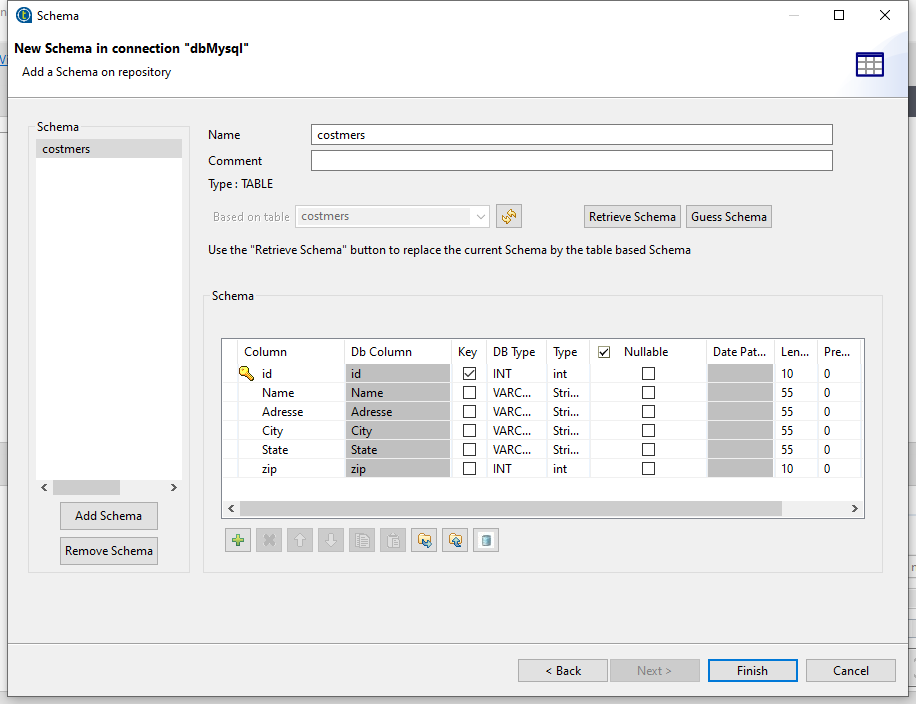 Schema
New Schema in connection "dbMysql"
Add a Schema on repository
Schema
costmers
Add Schema
Remove Schema
Name costmers
Comment
Type : TABLE
Based on table costmers Retrieve Schema Guess Schema
Use the "Retrieve Schema" button to replace the current Schema by the table based Schema
Schema
Column Db Column Key DB Type Type Nullable Date Pat... Len... Pre...
id id INT int 10 0
Name Name VARC... Stri... 55 0
Adresse Adresse VARC... Stri... 55 0
City City VARC... Stri... 55 0
State State VARC... Stri... 55 0
zip zip INT int 10 0
< Back Next > Finish Cancel